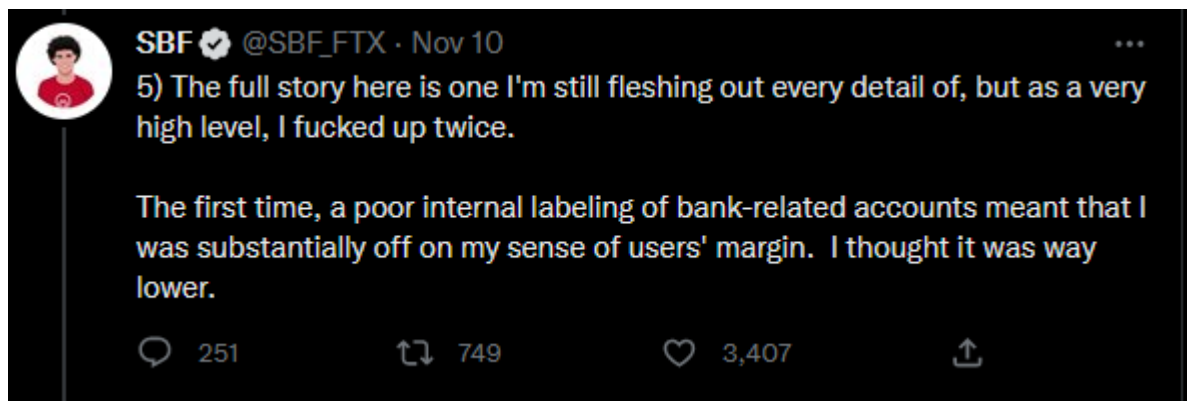 SBF @SBF_FTX · Nov 10
5) The full story here is one I'm still fleshing out every detail of, but as a very
high level, I fucked up twice.
The first time, a poor internal labeling of bank-related accounts meant that I
was substantially off on my sense of users' margin.  I thought it was way
lower.
251 749 3,407